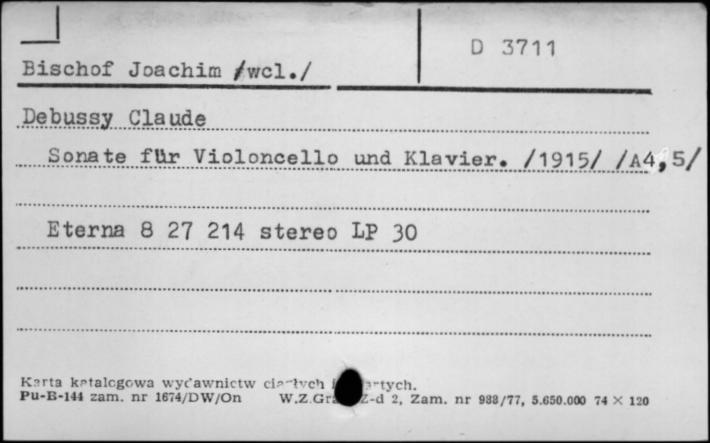 D 3711
Bischof Joachim /wcl./
Debussy Claude
Sonate für Violoncello und Klavier. /1915/ /A4,5/
Eterna 8 27 214 stereo LP 30
Karta katalogowa wydawnictw ciągłych i
Pu-B-144 zam. nr 1674/DW/On W.Z.Graf. Z-d 2, Zam. nr 988/77, 5.650.000 74 × 120